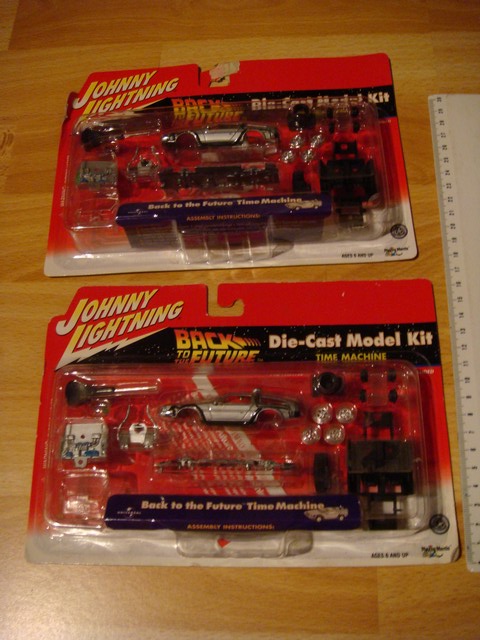 JOHNNY
LIGHTNING
BACK
TO THE
FUTURE
Die-Cast Model Kit
Back to the Future Time Machine
ASSEMBLY INSTRUCTIONS:
AGES 8 AND UP
JOHNNY
LIGHTNING
BACK
TO THE
FUTURE
Die-Cast Model Kit
TIME MACHINE
Back to the Future Time Machine
ASSEMBLY INSTRUCTIONS:
AGES 8 AND UP